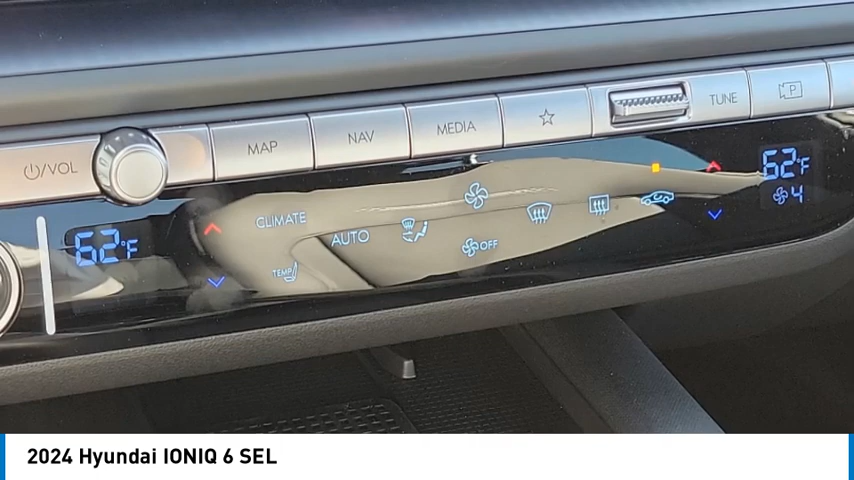 ⏻/VOL MAP NAV MEDIA ☆ TUNE P
62°F CLIMATE AUTO 62°F
TEMP OFF 4
2024 Hyundai IONIQ 6 SEL